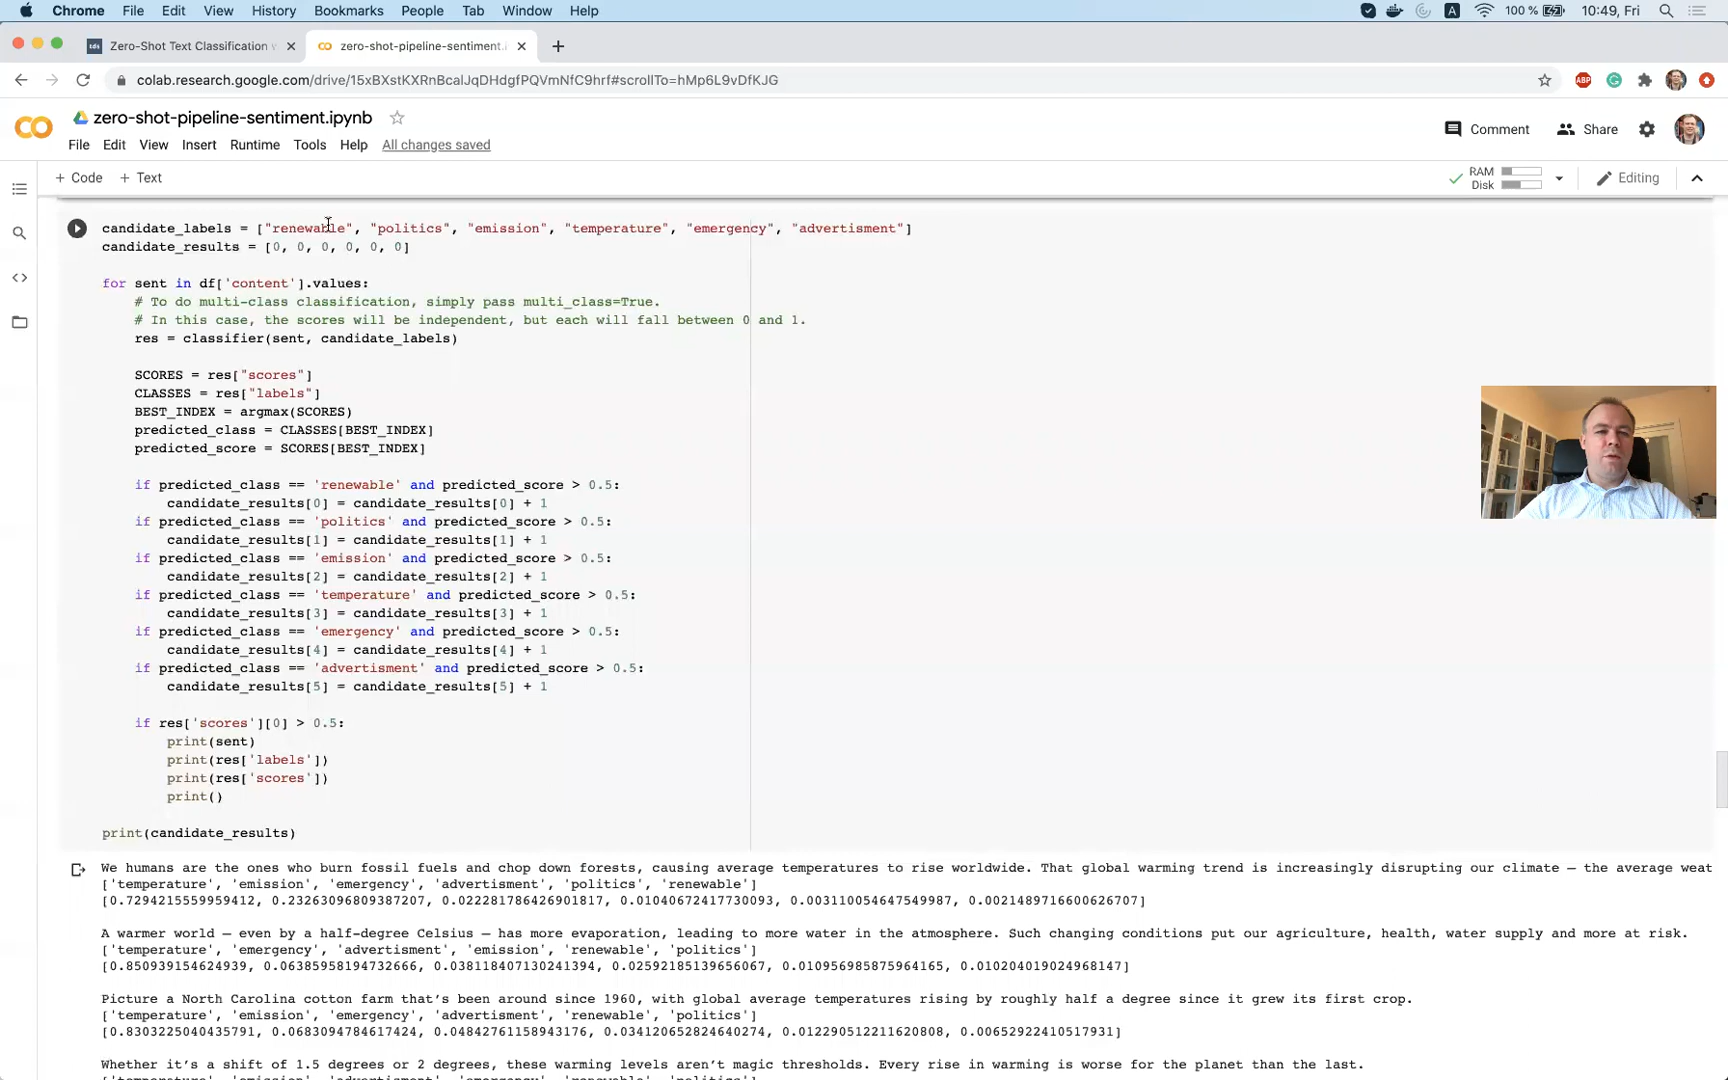 Chrome File Edit View History Bookmarks People Tab Window Help
A 100 % 10:49, Fri
Zero-Shot Text Classification
zero-shot-pipeline-sentiment.i
colab.research.google.com/drive/15xBXstKXRnBcalJqDHdgfPQVmNfC9hrf#scrollTo=hMp6L9vDfKJG
ABP
CO zero-shot-pipeline-sentiment.ipynb
Comment Share
File Edit View Insert Runtime Tools Help All changes saved
+ Code + Text
RAM
Disk
Editing
candidate_labels = ["renewable", "politics", "emission", "temperature", "emergency", "advertisment"]
candidate_results = [0, 0, 0, 0, 0, 0]
for sent in df['content'].values:
# To do multi-class classification, simply pass multi_class=True.
# In this case, the scores will be independent, but each will fall between 0 and 1.
res = classifier(sent, candidate_labels)
SCORES = res["scores"]
CLASSES = res["labels"]
BEST_INDEX = argmax(SCORES)
predicted_class = CLASSES[BEST_INDEX]
predicted_score = SCORES[BEST_INDEX]
if predicted_class == 'renewable' and predicted_score > 0.5:
candidate_results[0] = candidate_results[0] + 1
if predicted_class == 'politics' and predicted_score > 0.5:
candidate_results[1] = candidate_results[1] + 1
if predicted_class == 'emission' and predicted_score > 0.5:
candidate_results[2] = candidate_results[2] + 1
if predicted_class == 'temperature' and predicted_score > 0.5:
candidate_results[3] = candidate_results[3] + 1
if predicted_class == 'emergency' and predicted_score > 0.5:
candidate_results[4] = candidate_results[4] + 1
if predicted_class == 'advertisment' and predicted_score > 0.5:
candidate_results[5] = candidate_results[5] + 1
if res['scores'][0] > 0.5:
print(sent)
print(res['labels'])
print(res['scores'])
print()
print(candidate_results)
We humans are the ones who burn fossil fuels and chop down forests, causing average temperatures to rise worldwide. That global warming trend is increasingly disrupting our climate — the average weat
['temperature', 'emission', 'emergency', 'advertisment', 'politics', 'renewable']
[0.7294215559959412, 0.23263096809387207, 0.022281786426901817, 0.01040672417730093, 0.003110054647549987, 0.0021489716600626707]
A warmer world — even by a half-degree Celsius — has more evaporation, leading to more water in the atmosphere. Such changing conditions put our agriculture, health, water supply and more at risk.
['temperature', 'emergency', 'advertisment', 'emission', 'renewable', 'politics']
[0.850939154624939, 0.06385958194732666, 0.038118407130241394, 0.02592185139656067, 0.010956985875964165, 0.010204019024968147]
Picture a North Carolina cotton farm that's been around since 1960, with global average temperatures rising by roughly half a degree since it grew its first crop.
['temperature', 'emission', 'emergency', 'advertisment', 'renewable', 'politics']
[0.8303225040435791, 0.0683094784617424, 0.04842761158943176, 0.034120652824640274, 0.012290512211620808, 0.00652922410517931]
Whether it's a shift of 1.5 degrees or 2 degrees, these warming levels aren't magic thresholds. Every rise in warming is worse for the planet than the last.